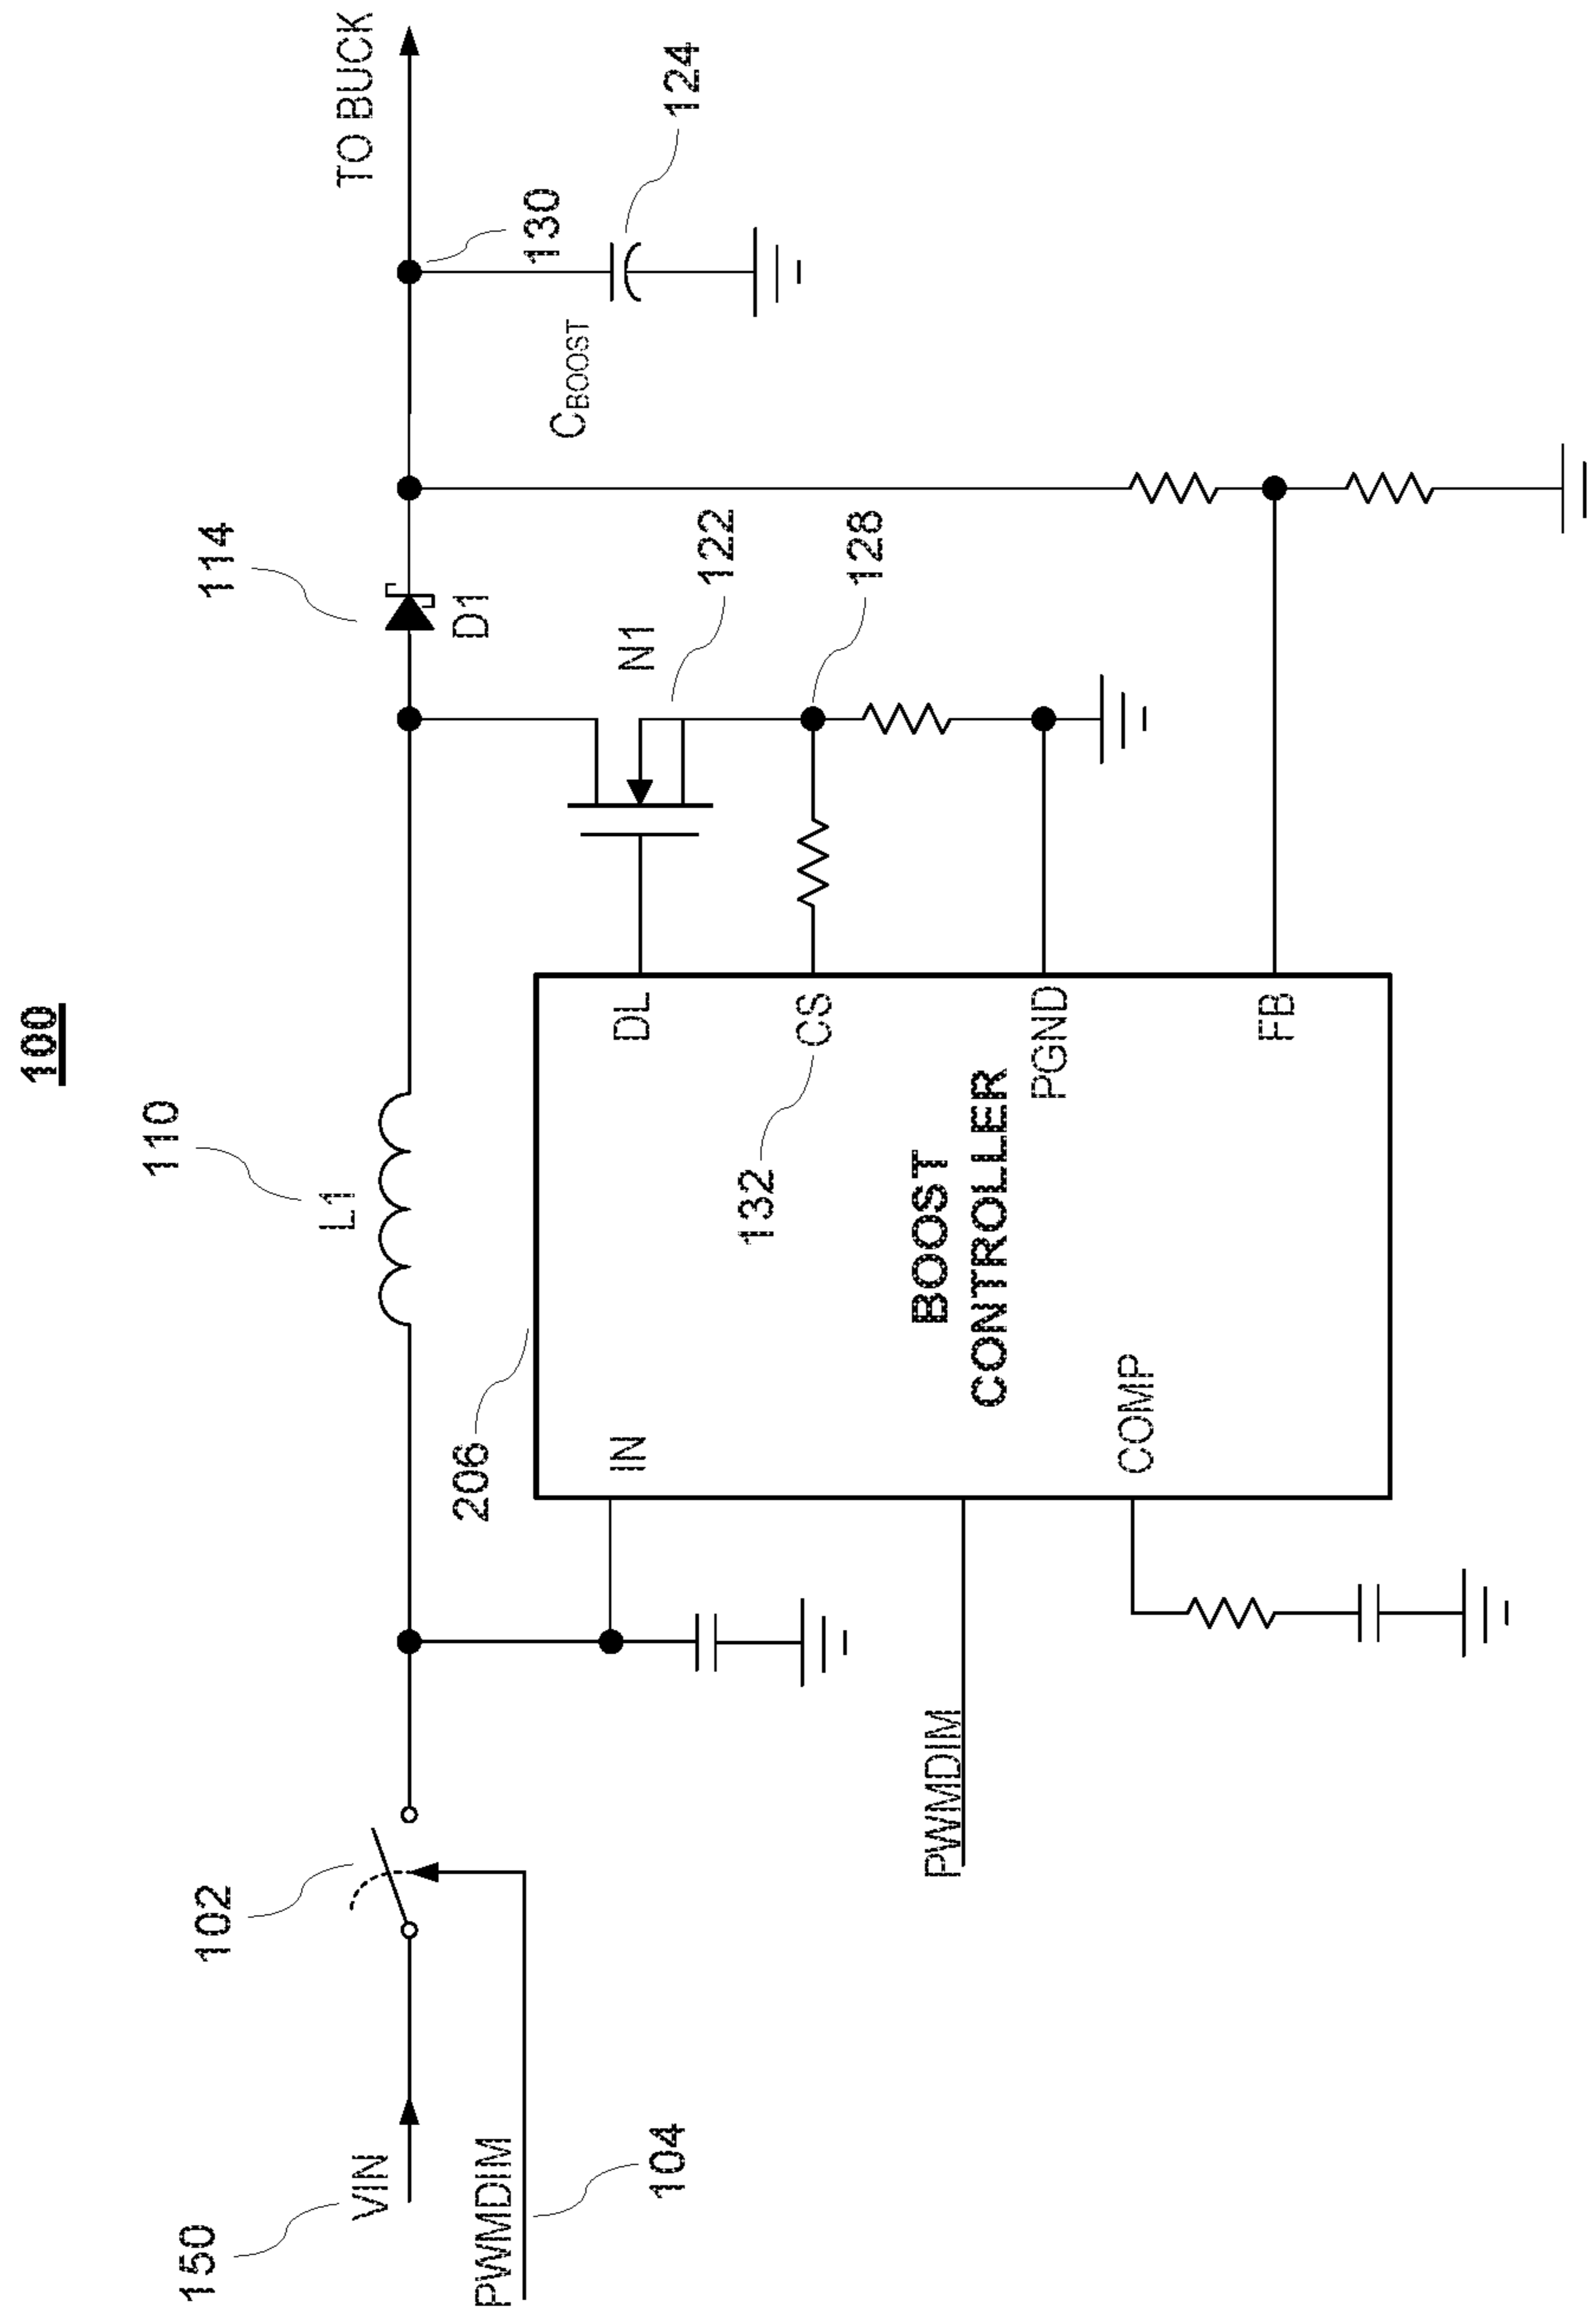 100
110
L1
114
D1
TO BUCK
150
VIN
102
PWMDIM
104
206
IN
DL
N1
122
CBOOST
130
124
132
CS
128
BOOST
CONTROLLER
PGND
PWMDIM
COMP
FB